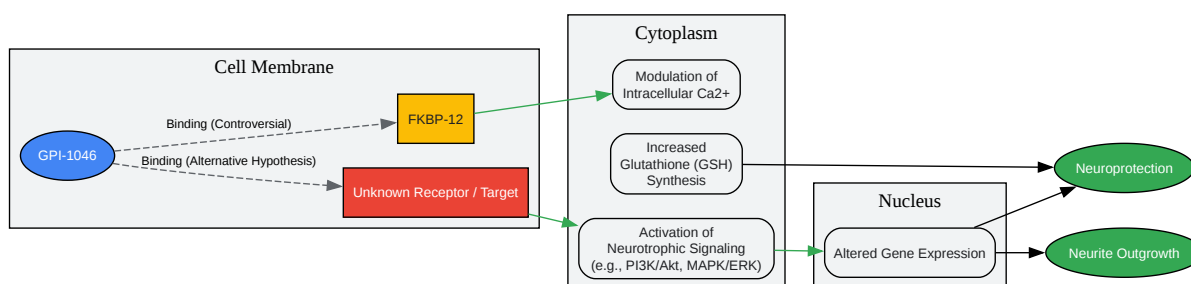 Cell Membrane
GPI-1046
Binding (Controversial)
Binding (Alternative Hypothesis)
FKBP-12
Unknown Receptor / Target
Cytoplasm
Modulation of
Intracellular Ca2+
Increased
Glutathione (GSH)
Synthesis
Activation of
Neurotrophic Signaling
(e.g., PI3K/Akt, MAPK/ERK)
Nucleus
Altered Gene Expression
Neuroprotection
Neurite Outgrowth